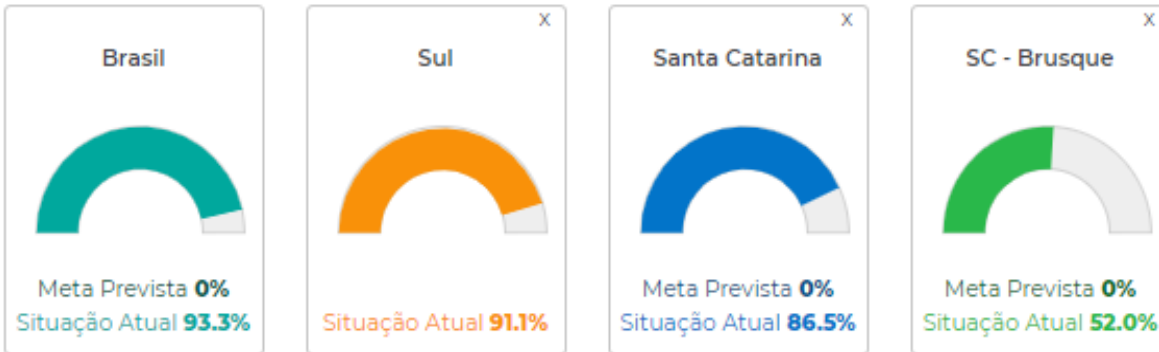 Brasil
Meta Prevista 0%
Situação Atual 93.3%
X
Sul
Situação Atual 91.1%
X
Santa Catarina
Meta Prevista 0%
Situação Atual 86.5%
X
SC - Brusque
Meta Prevista 0%
Situação Atual 52.0%